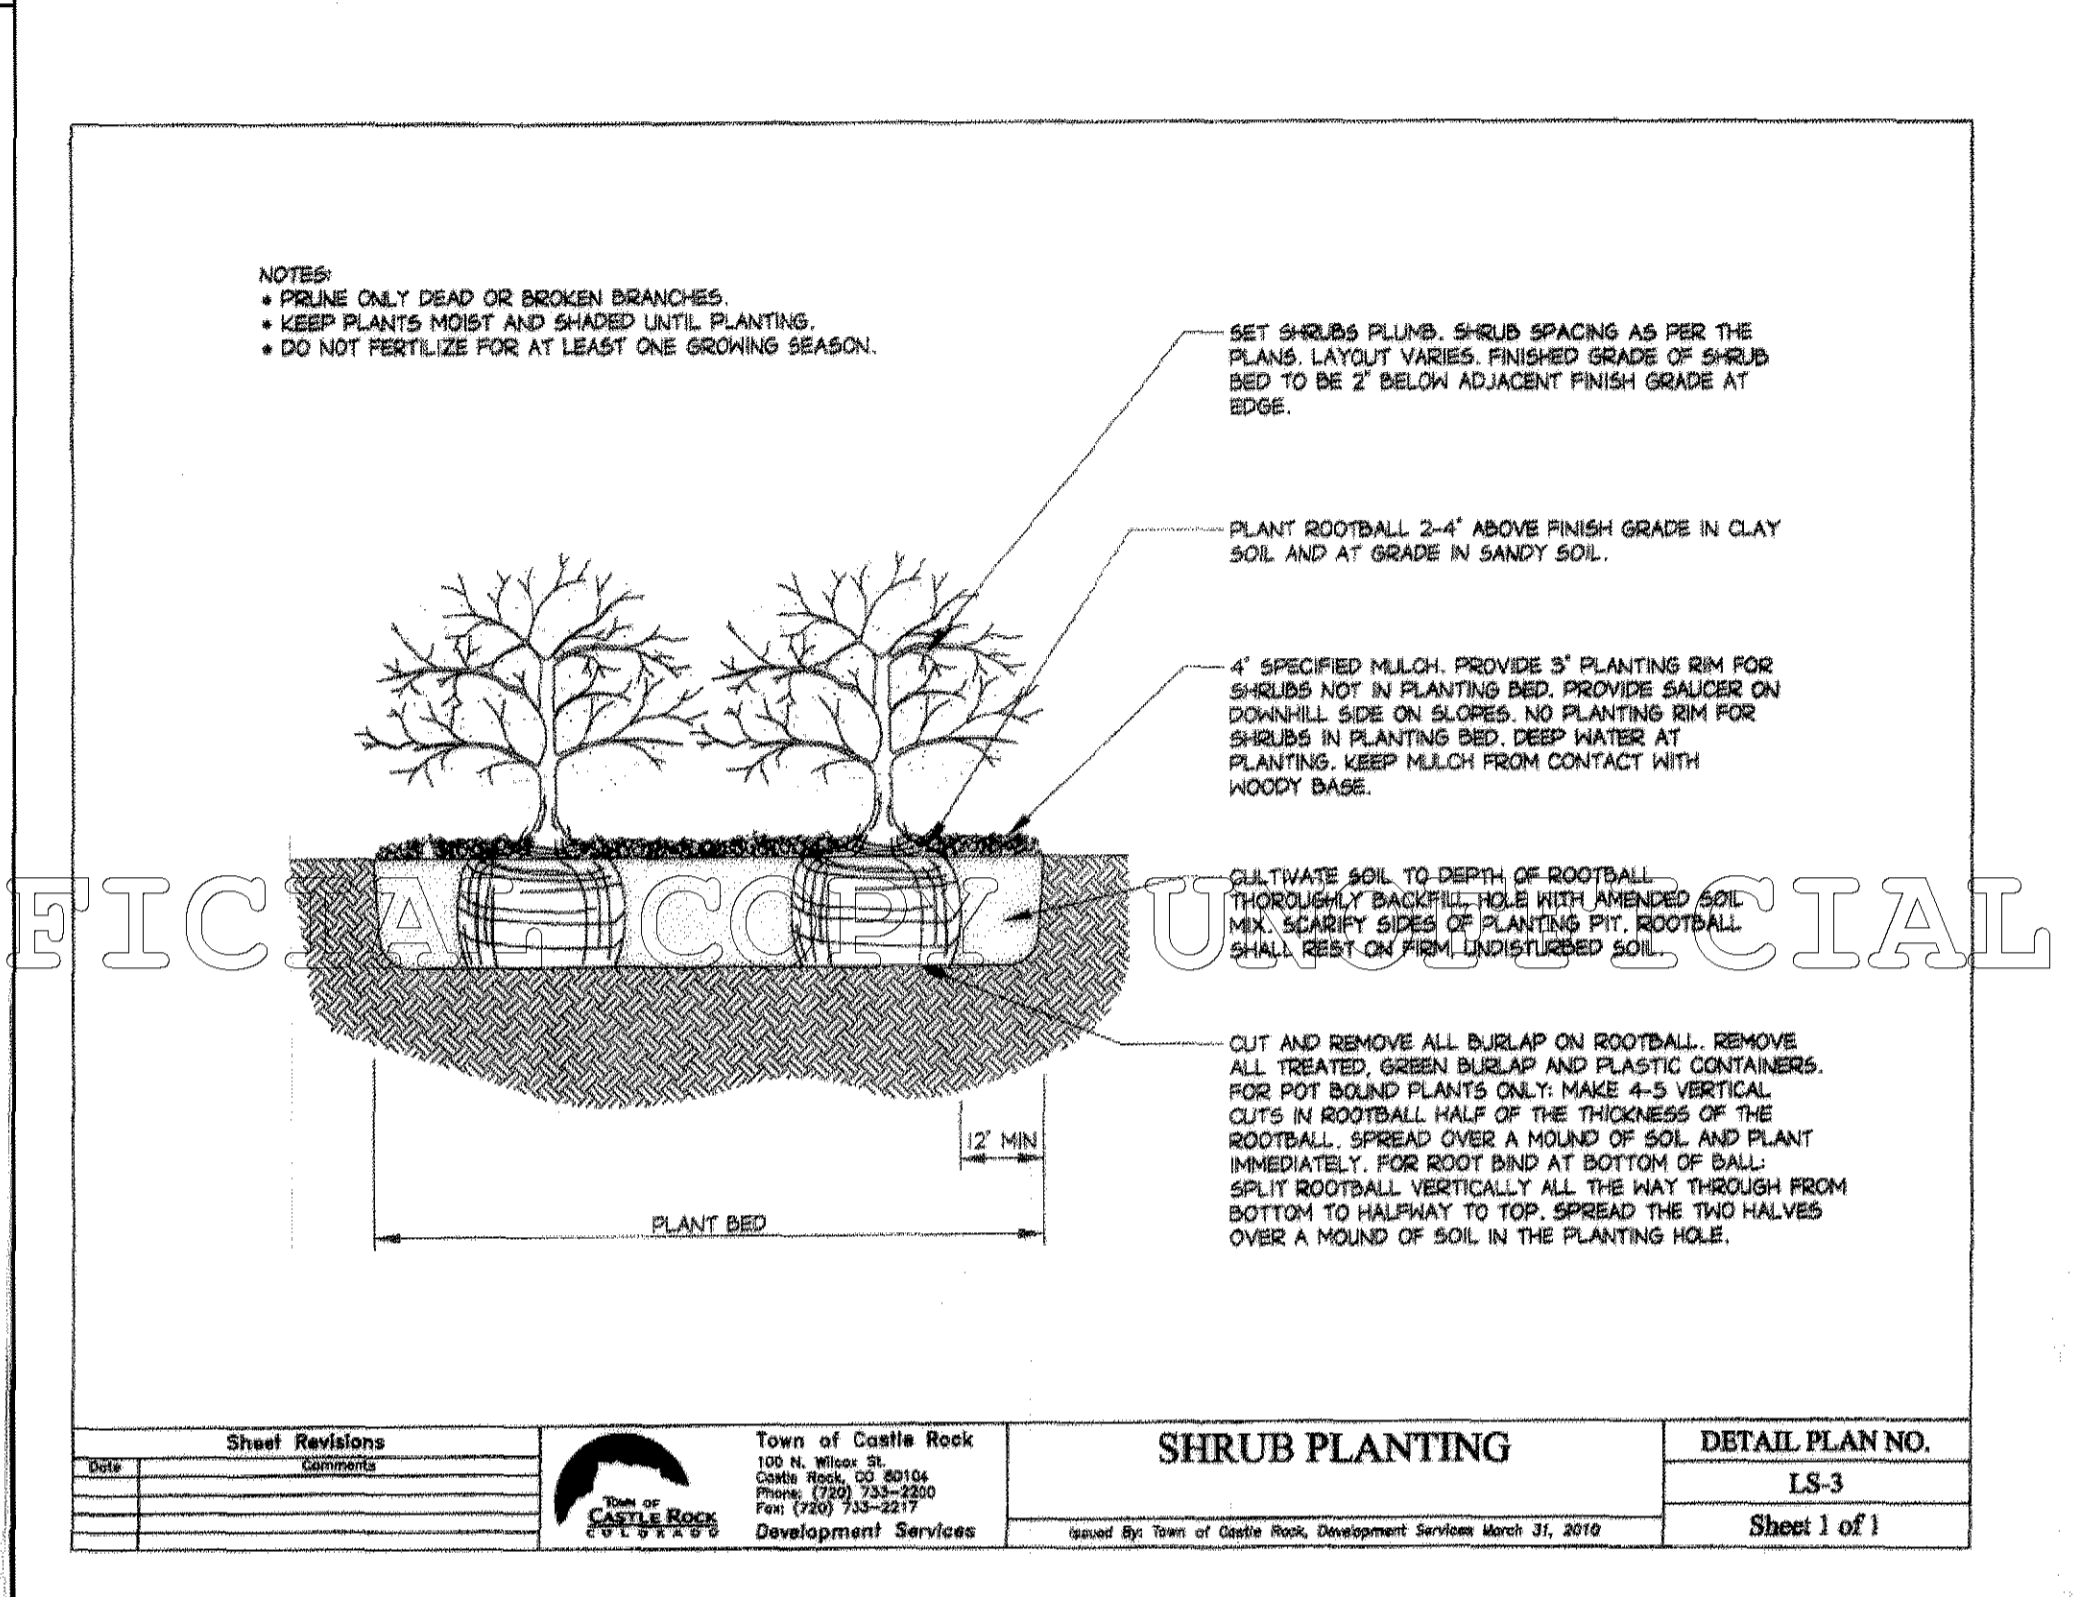 NOTES:
* PRUNE ONLY DEAD OR BROKEN BRANCHES.
* KEEP PLANTS MOIST AND SHADED UNTIL PLANTING.
* DO NOT FERTILIZE FOR AT LEAST ONE GROWING SEASON.
SET SHRUBS PLUMB. SHRUB SPACING AS PER THE
PLANS. LAYOUT VARIES. FINISHED GRADE OF SHRUB
BED TO BE 2" BELOW ADJACENT FINISH GRADE AT
EDGE.
PLANT ROOTBALL 2-4" ABOVE FINISH GRADE IN CLAY
SOIL AND AT GRADE IN SANDY SOIL.
4" SPECIFIED MULCH. PROVIDE 3" PLANTING RIM FOR
SHRUBS NOT IN PLANTING BED. PROVIDE SAUCER ON
DOWNHILL SIDE ON SLOPES. NO PLANTING RIM FOR
SHRUBS IN PLANTING BED. DEEP WATER AT
PLANTING. KEEP MULCH FROM CONTACT WITH
WOODY BASE.
FICIAL COPY UNOFFICIAL
CULTIVATE SOIL TO DEPTH OF ROOTBALL
THOROUGHLY BACKFILL HOLE WITH AMENDED SOIL
MIX. SCARIFY SIDES OF PLANTING PIT. ROOTBALL
SHALL REST ON FIRM, UNDISTURBED SOIL.
CUT AND REMOVE ALL BURLAP ON ROOTBALL. REMOVE
ALL TREATED, GREEN BURLAP AND PLASTIC CONTAINERS.
FOR POT BOUND PLANTS ONLY: MAKE 4-5 VERTICAL
CUTS IN ROOTBALL HALF OF THE THICKNESS OF THE
ROOTBALL. SPREAD OVER A MOUND OF SOIL AND PLANT
IMMEDIATELY. FOR ROOT BIND AT BOTTOM OF BALL:
SPLIT ROOTBALL VERTICALLY ALL THE WAY THROUGH FROM
BOTTOM TO HALFWAY TO TOP. SPREAD THE TWO HALVES
OVER A MOUND OF SOIL IN THE PLANTING HOLE.
12" MIN
PLANT BED
Sheet Revisions
Date Comments
TOWN OF
CASTLE ROCK
COLORADO
Town of Castle Rock
100 N. Wilcox St.
Castle Rock, CO 80104
Phone: (720) 733-2200
Fax: (720) 733-2217
Development Services
SHRUB PLANTING
Issued By: Town of Castle Rock, Development Services March 31, 2010
DETAIL PLAN NO.
LS-3
Sheet 1 of 1